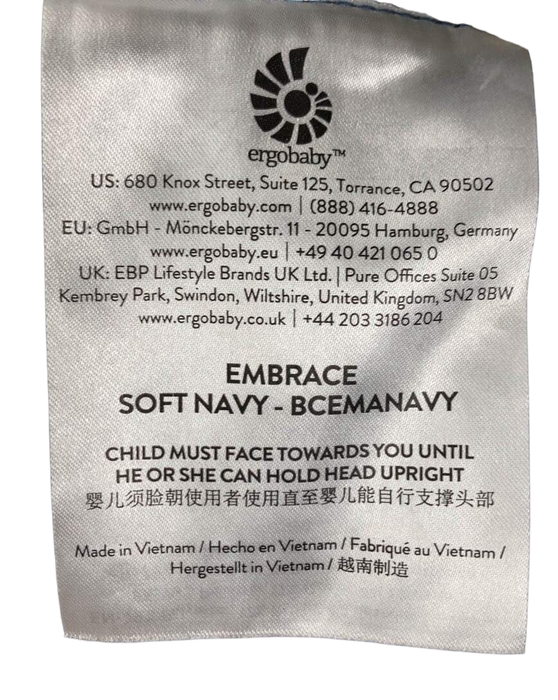 ergobaby™
US: 680 Knox Street, Suite 125, Torrance, CA 90502
www.ergobaby.com | (888) 416-4888
EU: GmbH - Mönckebergstr. 11 - 20095 Hamburg, Germany
www.ergobaby.eu | +49 40 421 065 0
UK: EBP Lifestyle Brands UK Ltd. | Pure Offices Suite 05
Kembrey Park, Swindon, Wiltshire, United Kingdom, SN2 8BW
www.ergobaby.co.uk | +44 203 3186 204
EMBRACE
SOFT NAVY - BCEMANAVY
CHILD MUST FACE TOWARDS YOU UNTIL
HE OR SHE CAN HOLD HEAD UPRIGHT
婴儿须脸朝使用者使用直至婴儿能自行支撑头部
Made in Vietnam / Hecho en Vietnam / Fabriqué au Vietnam /
Hergestellt in Vietnam / 越南制造